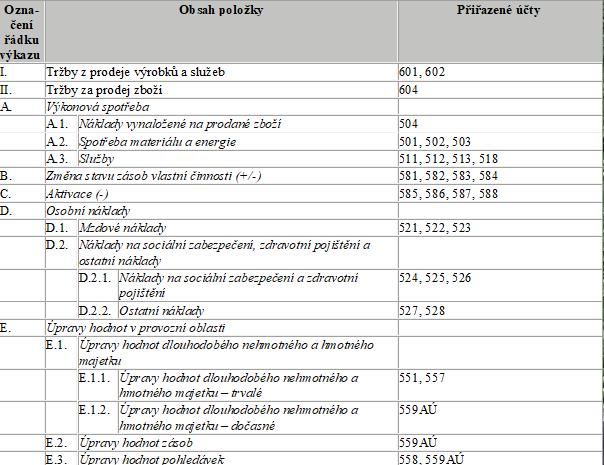 Ozna-
čení
řádku
výkazu
Obsah položky
Přiřazené účty
I. Tržby z prodeje výrobků a služeb 601, 602
II. Tržby za prodej zboží 604
A. Výkonová spotřeba
A.1. Náklady vynaložené na prodané zboží 504
A.2. Spotřeba materiálu a energie 501, 502, 503
A.3. Služby 511, 512, 513, 518
B. Změna stavu zásob vlastní činnosti (+/-) 581, 582, 583, 584
C. Aktivace (-) 585, 586, 587, 588
D. Osobní náklady
D.1. Mzdové náklady 521, 522, 523
D.2. Náklady na sociální zabezpečení, zdravotní pojištění a
ostatní náklady
D.2.1. Náklady na sociální zabezpečení a zdravotní 524, 525, 526
pojištění
D.2.2. Ostatní náklady 527, 528
E. Úpravy hodnot v provozní oblasti
E.1. Úpravy hodnot dlouhodobého nehmotného a hmotného
majetku
E.1.1. Úpravy hodnot dlouhodobého nehmotného a 551, 557
hmotného majetku – trvalé
E.1.2. Úpravy hodnot dlouhodobého nehmotného a 559AÚ
hmotného majetku – dočasné
E.2. Úpravy hodnot zásob 559AÚ
E.3. Úpravy hodnot pohledávek 558, 559AÚ